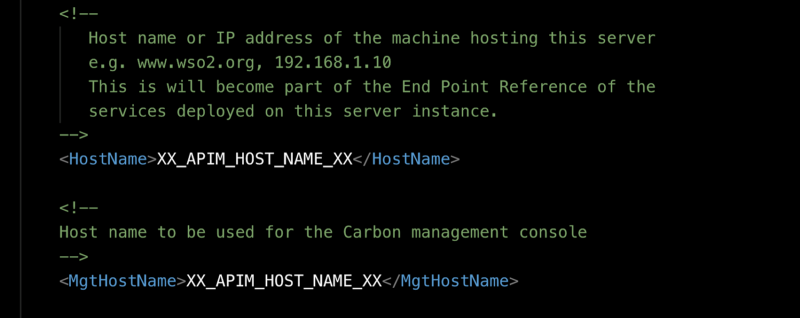 <!--
Host name or IP address of the machine hosting this server
e.g. www.wso2.org, 192.168.1.10
This is will become part of the End Point Reference of the
services deployed on this server instance.
-->
<HostName>XX_APIM_HOST_NAME_XX</HostName>
<!--
Host name to be used for the Carbon management console
-->
<MgtHostName>XX_APIM_HOST_NAME_XX</MgtHostName>